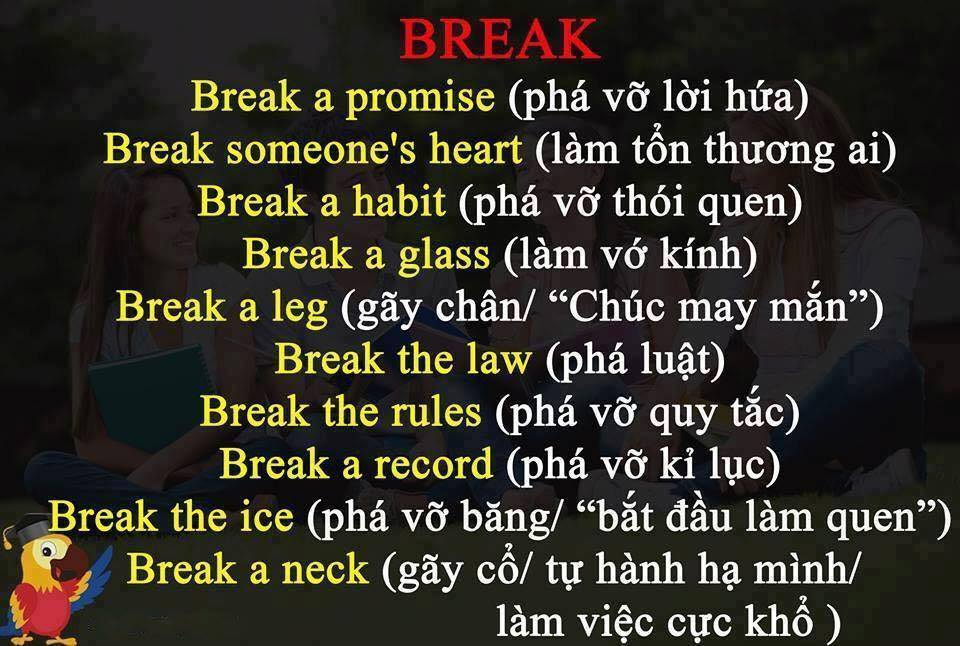 BREAK
Break a promise (phá vỡ lời hứa)
Break someone's heart (làm tổn thương ai)
Break a habit (phá vỡ thói quen)
Break a glass (làm vớ kính)
Break a leg (gãy chân/ “Chúc may mắn”)
Break the law (phá luật)
Break the rules (phá vỡ quy tắc)
Break a record (phá vỡ kỉ lục)
Break the ice (phá vỡ băng/ “bắt đầu làm quen”)
Break a neck (gãy cổ/ tự hành hạ mình/
làm việc cực khổ )